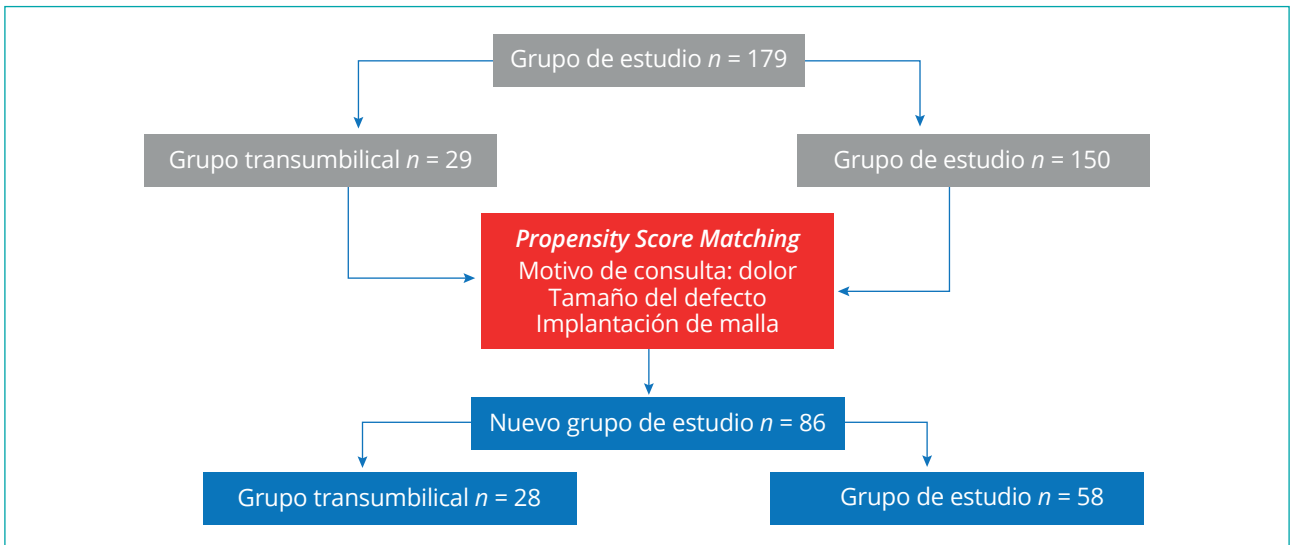 Grupo de estudio n = 179
Grupo transumbilical n = 29
Grupo de estudio n = 150
Propensity Score Matching
Motivo de consulta: dolor
Tamaño del defecto
Implantación de malla
Nuevo grupo de estudio n = 86
Grupo transumbilical n = 28
Grupo de estudio n = 58